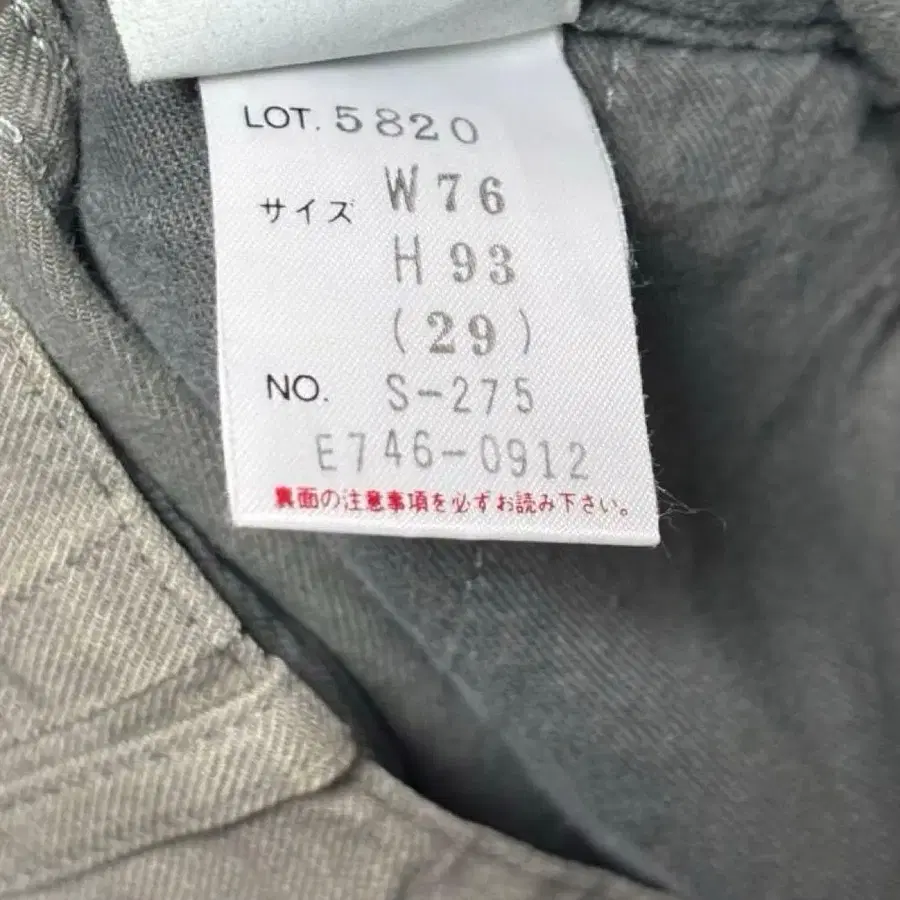 LOT. 5820
サイズ W76
H93
(29)
NO. S-275
E746-0912
裏面の注意事項を必ずお読み下さい。